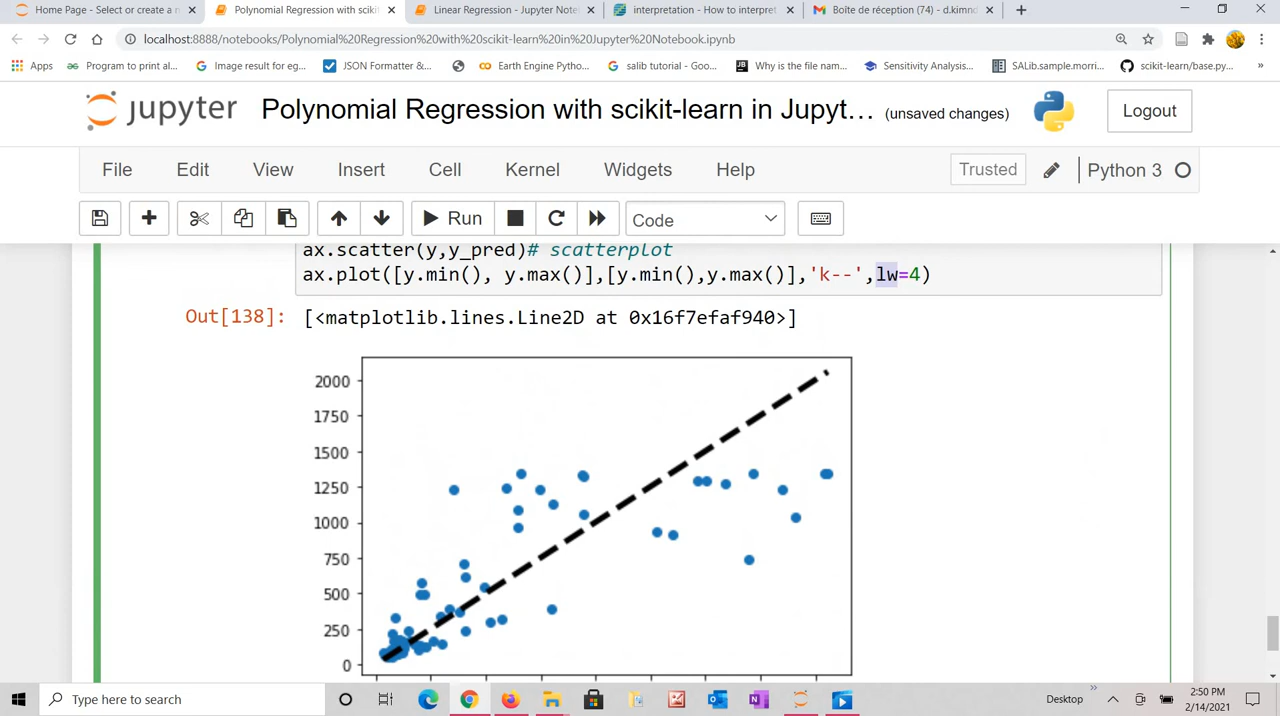 Home Page - Select or create a n
Polynomial Regression with scikit
Linear Regression - Jupyter Note
interpretation - How to interpret
Boîte de réception (74) - d.kimno
localhost:8888/notebooks/Polynomial%20Regression%20with%20scikit-learn%20in%20Jupyter%20Notebook.ipynb
Apps
Program to print al...
Image result for eg...
JSON Formatter &...
Earth Engine Pytho...
salib tutorial - Goo...
Why is the file nam...
Sensitivity Analysis...
SALib.sample.morri...
scikit-learn/base.py...
»
jupyter
Polynomial Regression with scikit-learn in Jupyt... (unsaved changes)
Logout
File Edit View Insert Cell Kernel Widgets Help
Trusted
Python 3
Run
Code
ax.scatter(y,y_pred)# scatterplot
ax.plot([y.min(), y.max()],[y.min(),y.max()],'k--',lw=4)
Out[138]: [<matplotlib.lines.Line2D at 0x16f7efaf940>]
2000
1750
1500
1250
1000
750
500
250
0
Type here to search
Desktop
»
2:50 PM
2/14/2021